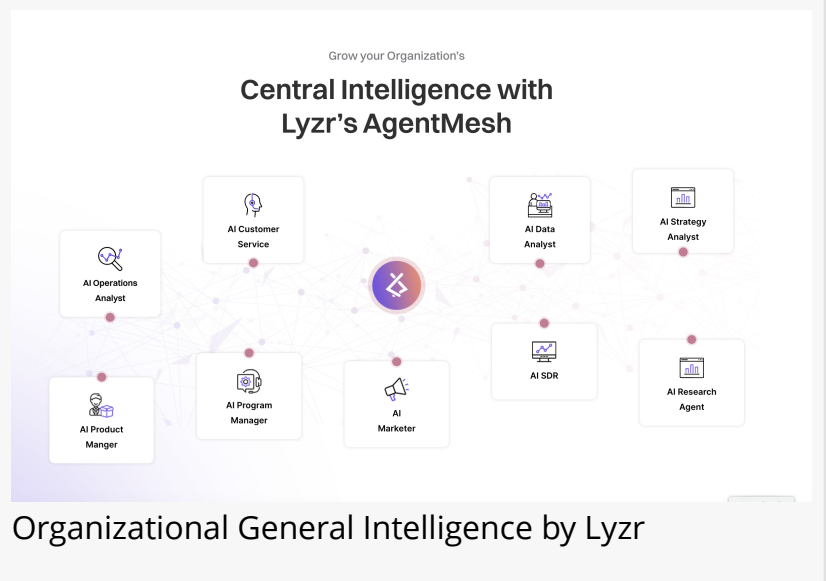 Grow your Organization's
Central Intelligence with
Lyzr's AgentMesh
AI Customer
Service
AI Data
Analyst
AI Strategy
Analyst
AI Operations
Analyst
AI Product
Manger
AI Program
Manager
AI
Marketer
AI SDR
AI Research
Agent
Organizational General Intelligence by Lyzr